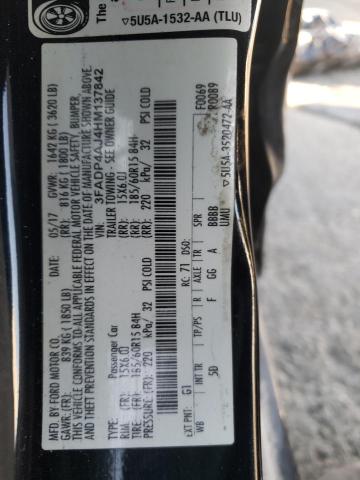 The
5U5A-1532-AA (TLU)
MFD. BY FORD MOTOR CO.
05/17 GVWR: 1642 KG ( 3620 LB)
GAWR: (FR): 839 KG ( 1850 LB) (RR): 816 KG ( 1800 LB)
THIS VEHICLE CONFORMS TO ALL APPLICABLE FEDERAL MOTOR VEHICLE SAFETY, BUMPER,
AND THEFT PREVENTION STANDARDS IN EFFECT ON THE DATE OF MANUFACTURE SHOWN ABOVE.
VIN: 3FADP4AJ4HM137842
TYPE: Passenger Car TRAILER TOWING- SEE OWNER GUIDE
RIM: (FR): 15X6.0J (RR): 15X6.0J
TIRES: (FR): 185/60R15 84H (RR): 185/60R15 84H
PRESSURE: (FR): 220 kPa/ 32 PSI COLD (RR): 220 kPa/ 32 PSI COLD
F0069
R0089
EXT PNT: G1 RC: 71 DSO:
WB INT TR TP/PS R AXLE TR SPR
5D F GG A BBBB
UMU
5U5A-3520472-AA